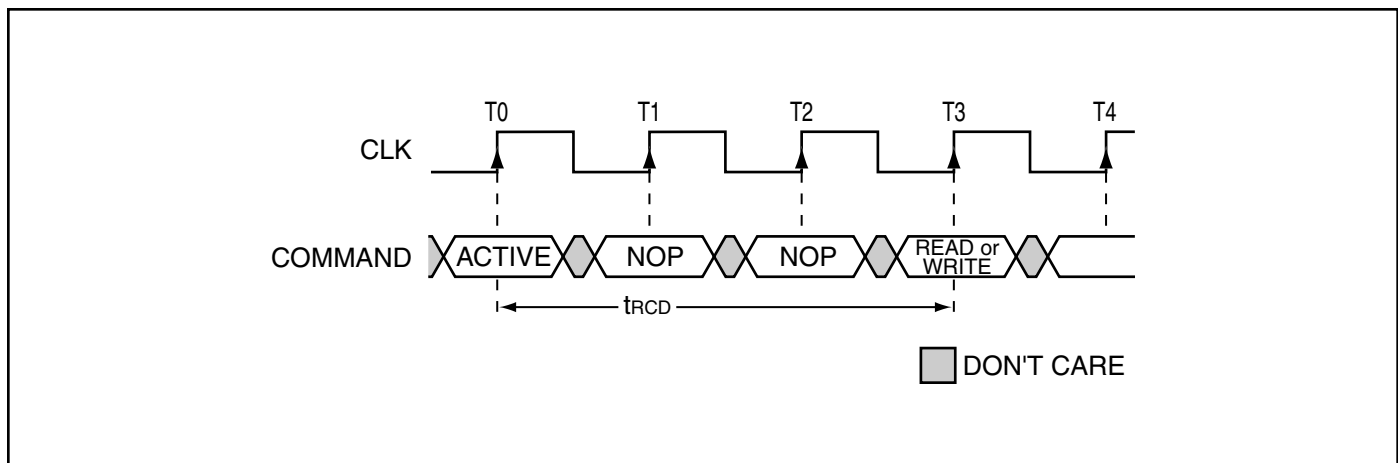 T0 T1 T2 T3 T4
CLK
COMMAND ACTIVE NOP NOP READ or
WRITE
tRCD
DON'T CARE